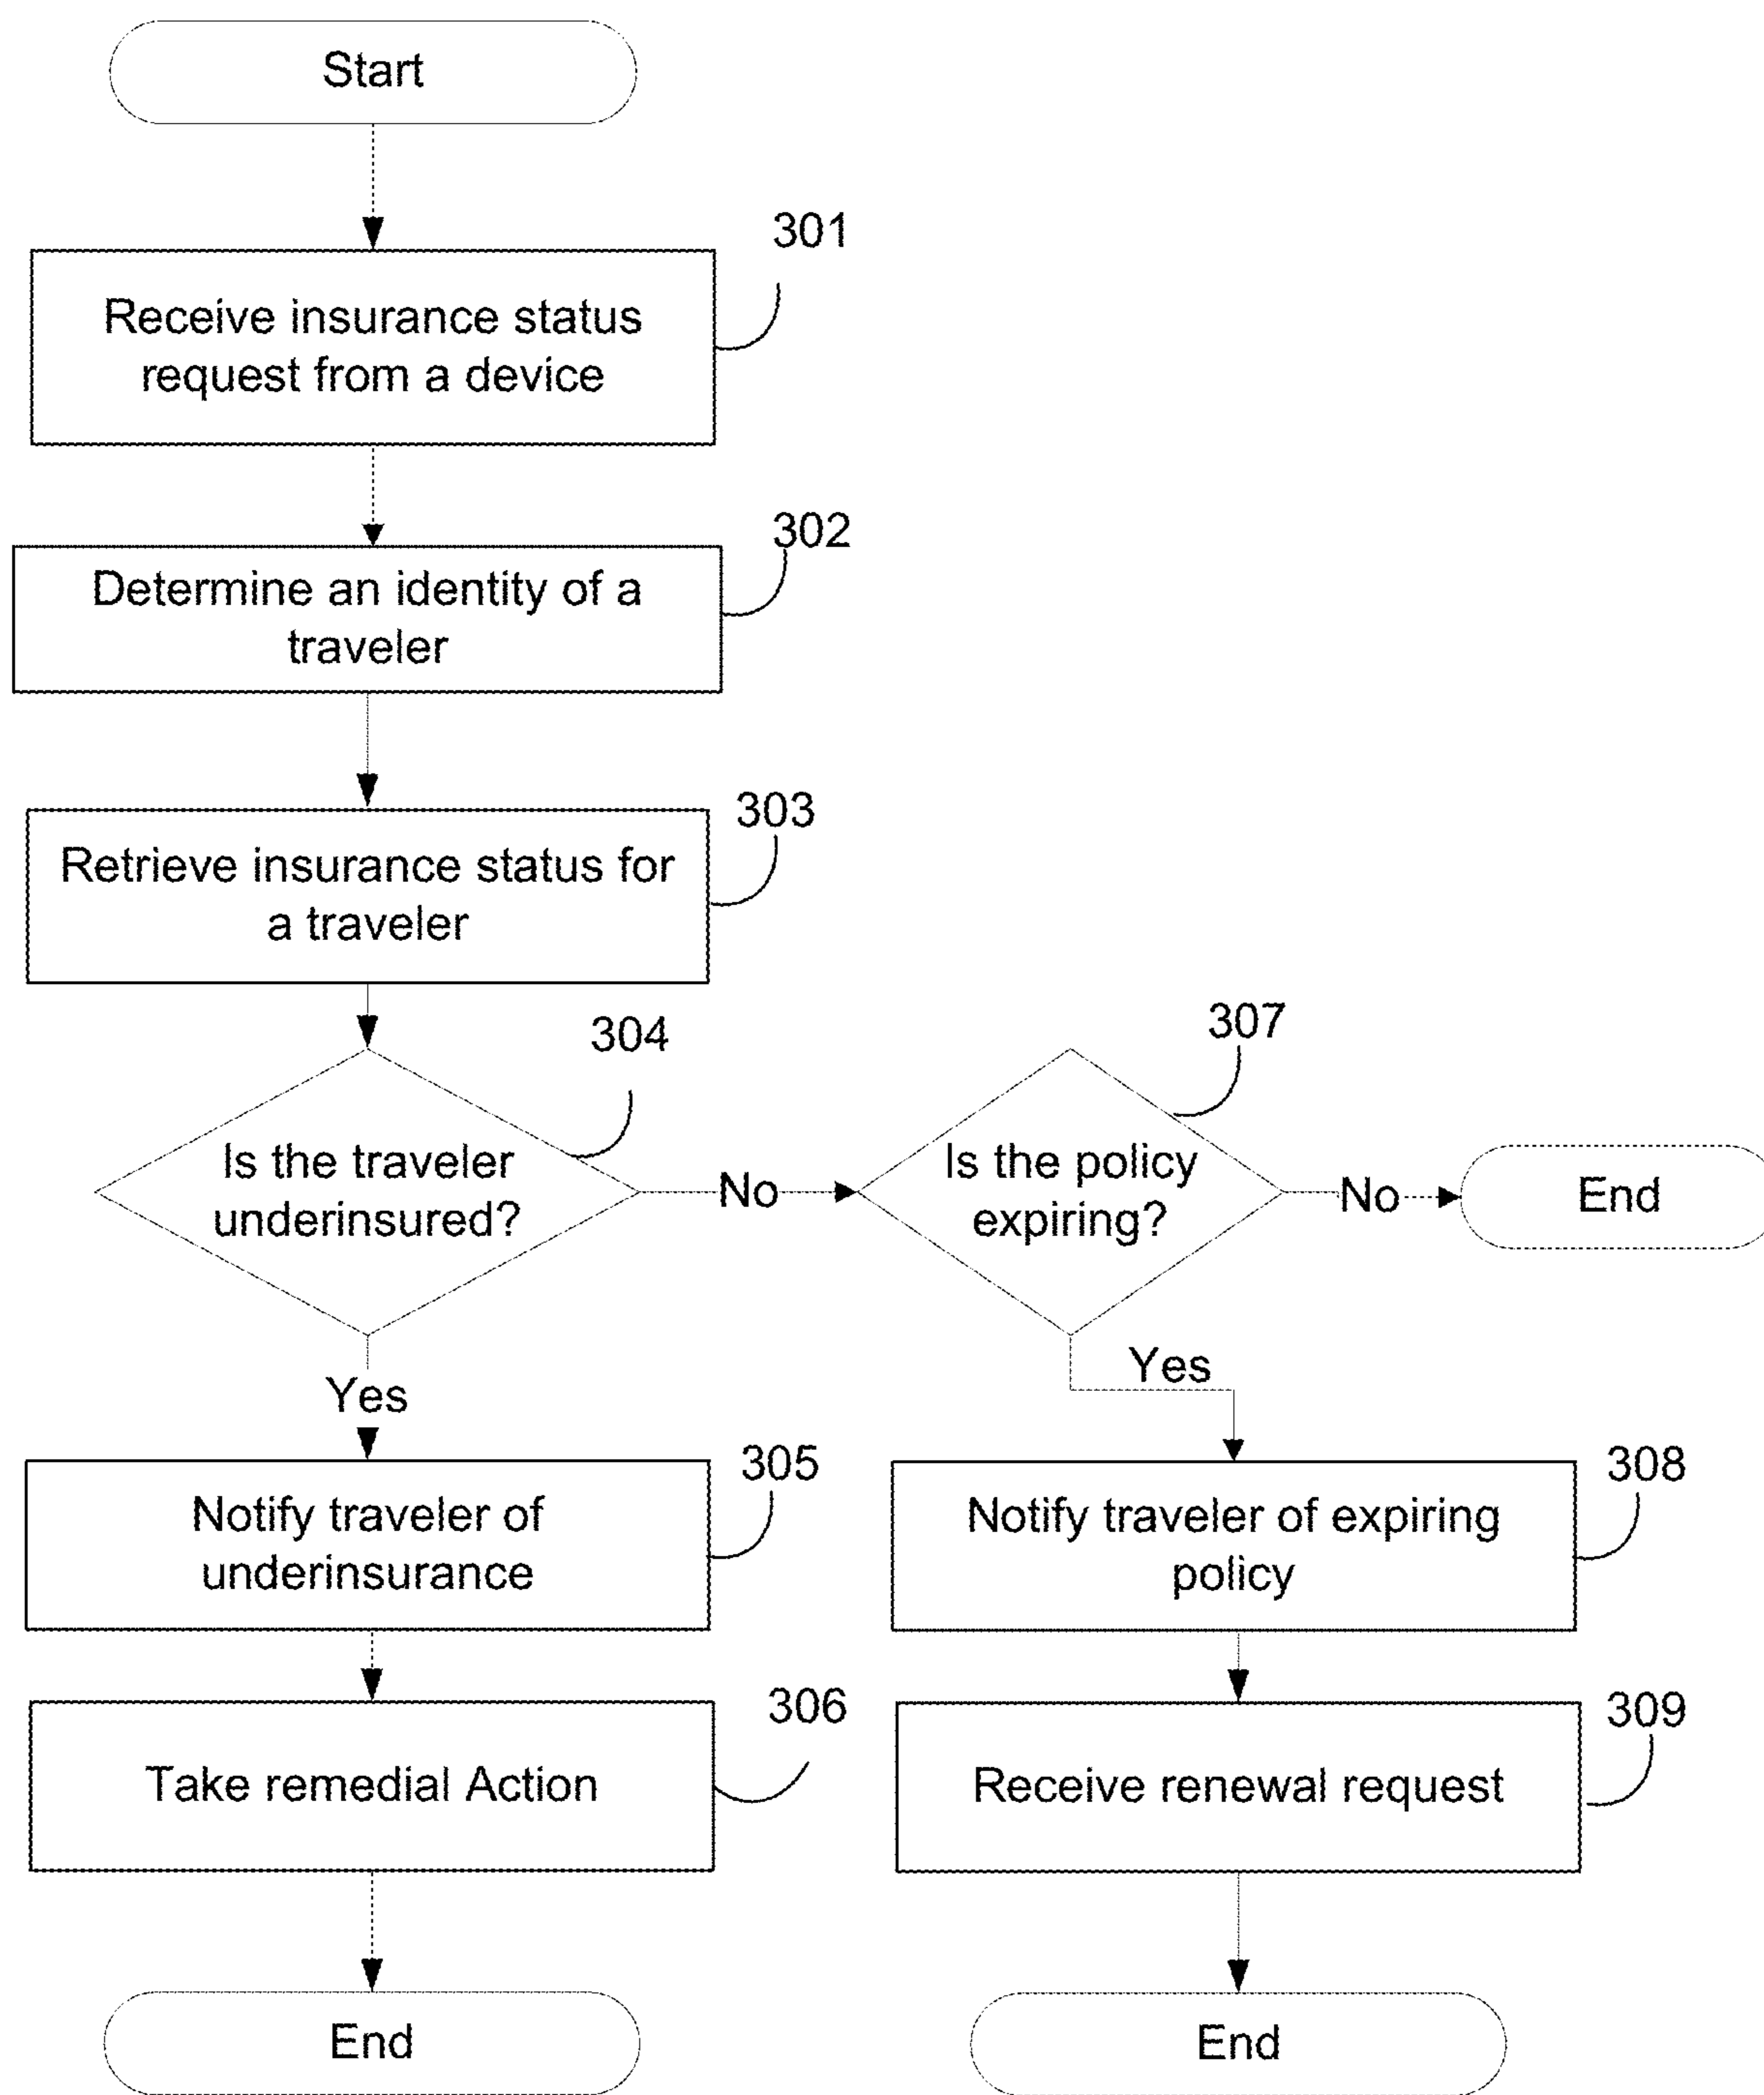 Start
301
Receive insurance status
request from a device
302
Determine an identity of a
traveler
303
Retrieve insurance status for
a traveler
304
Is the traveler
underinsured?
No
307
Is the policy
expiring?
No
End
Yes
305
Notify traveler of
underinsurance
306
Take remedial Action
End
Yes
308
Notify traveler of expiring
policy
309
Receive renewal request
End